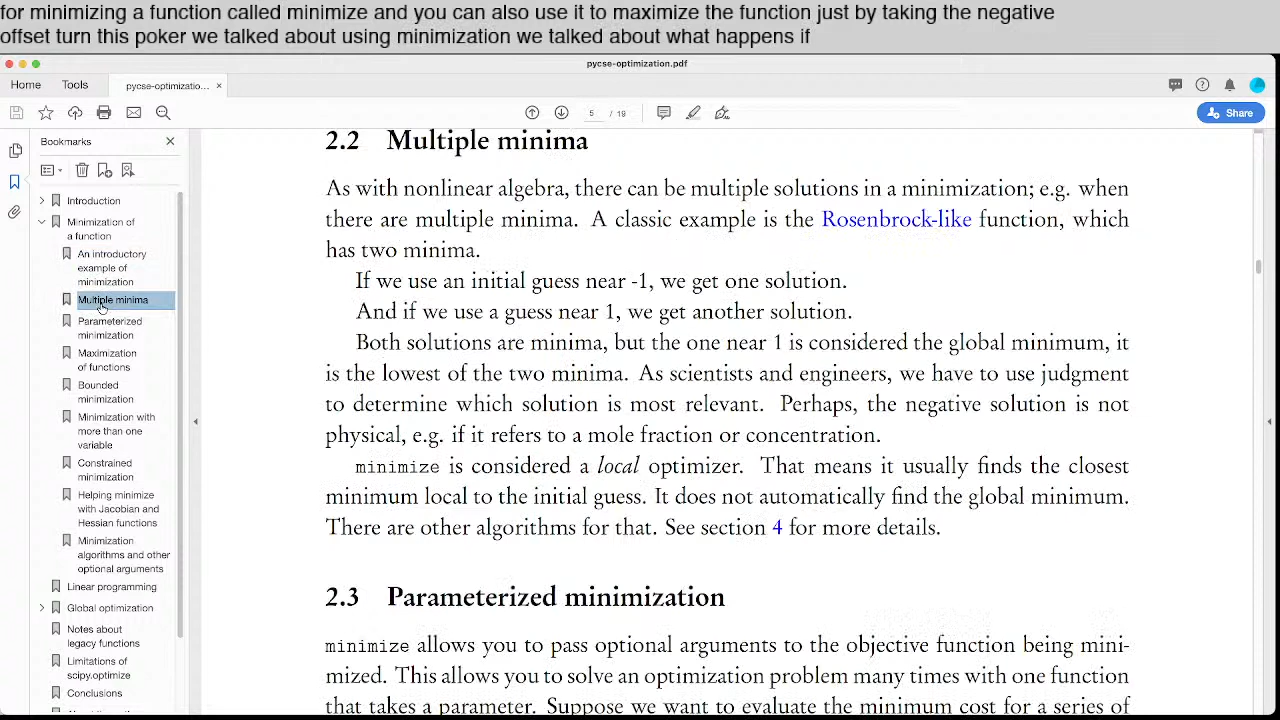 for minimizing a function called minimize and you can also use it to maximize the function just by taking the negative
offset turn this poker we talked about using minimization we talked about what happens if
pycse-optimization.pdf
Home
Tools
pycse-optimizatio... ×
5 / 19
Share
Bookmarks
Introduction
Minimization of
a function
An introductory
example of
minimization
Multiple minima
Parameterized
minimization
Maximization
of functions
Bounded
minimization
Minimization with
more than one
variable
Constrained
minimization
Helping minimize
with Jacobian and
Hessian functions
Minimization
algorithms and other
optional arguments
Linear programming
Global optimization
Notes about
legacy functions
Limitations of
scipy.optimize
Conclusions
2.2 Multiple minima
As with nonlinear algebra, there can be multiple solutions in a minimization; e.g. when
there are multiple minima. A classic example is the Rosenbrock-like function, which
has two minima.
If we use an initial guess near -1, we get one solution.
And if we use a guess near 1, we get another solution.
Both solutions are minima, but the one near 1 is considered the global minimum, it
is the lowest of the two minima. As scientists and engineers, we have to use judgment
to determine which solution is most relevant. Perhaps, the negative solution is not
physical, e.g. if it refers to a mole fraction or concentration.
minimize is considered a local optimizer. That means it usually finds the closest
minimum local to the initial guess. It does not automatically find the global minimum.
There are other algorithms for that. See section 4 for more details.
2.3 Parameterized minimization
minimize allows you to pass optional arguments to the objective function being mini-
mized. This allows you to solve an optimization problem many times with one function
that takes a parameter. Suppose we want to evaluate the minimum cost for a series of